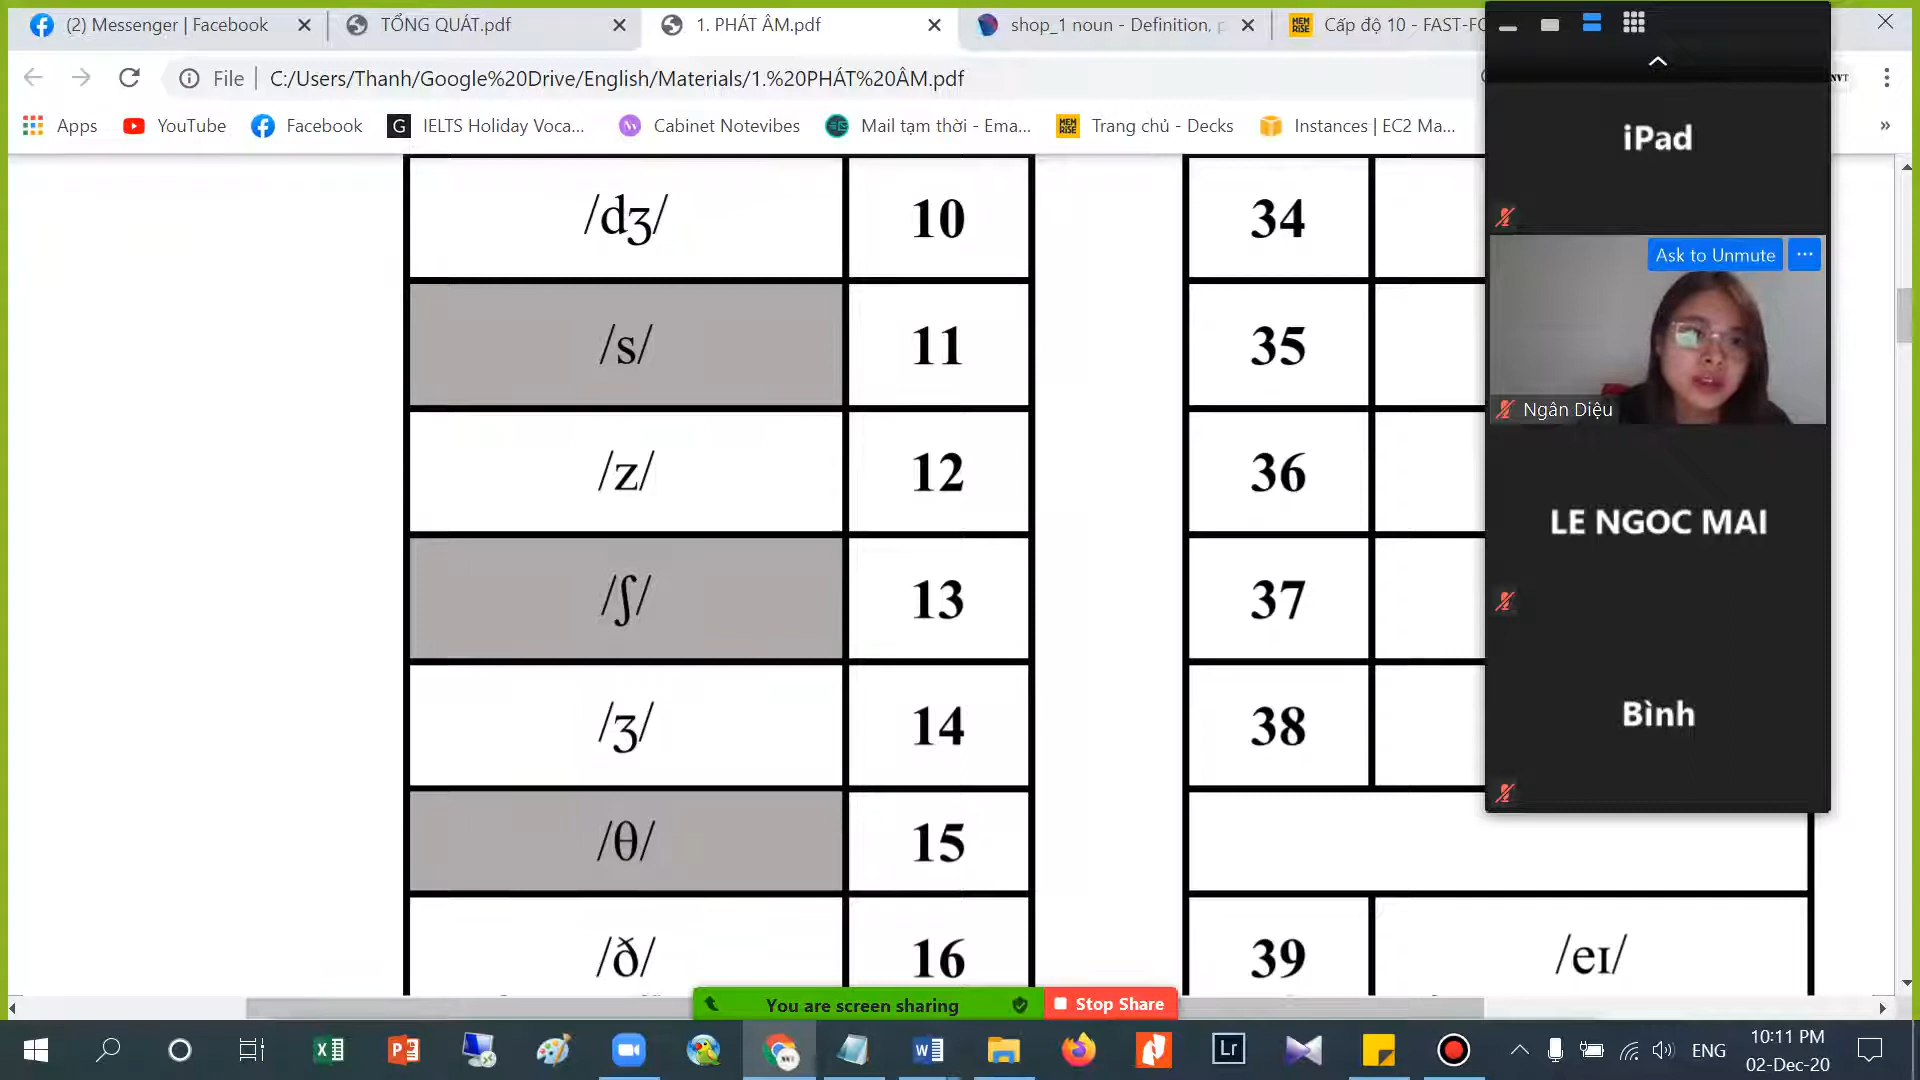 (2) Messenger | Facebook
TỔNG QUÁT.pdf
1. PHÁT ÂM.pdf
shop_1 noun - Definition, p
Cấp độ 10 - FAST-FO
File
C:/Users/Thanh/Google%20Drive/English/Materials/1.%20PHÁT%20ÂM.pdf
NVT
Apps
YouTube
Facebook
IELTS Holiday Voca...
Cabinet Notevibes
Mail tạm thời - Ema...
Trang chủ - Decks
Instances | EC2 Ma...
/dʒ/ 10 34
/s/ 11 35
/z/ 12 36
/ʃ/ 13 37
/ʒ/ 14 38
/θ/ 15
/ð/ 16 39 /eɪ/
iPad
Ask to Unmute
Ngân Diệu
LE NGOC MAI
Bình
You are screen sharing
Stop Share
ENG
10:11 PM
02-Dec-20